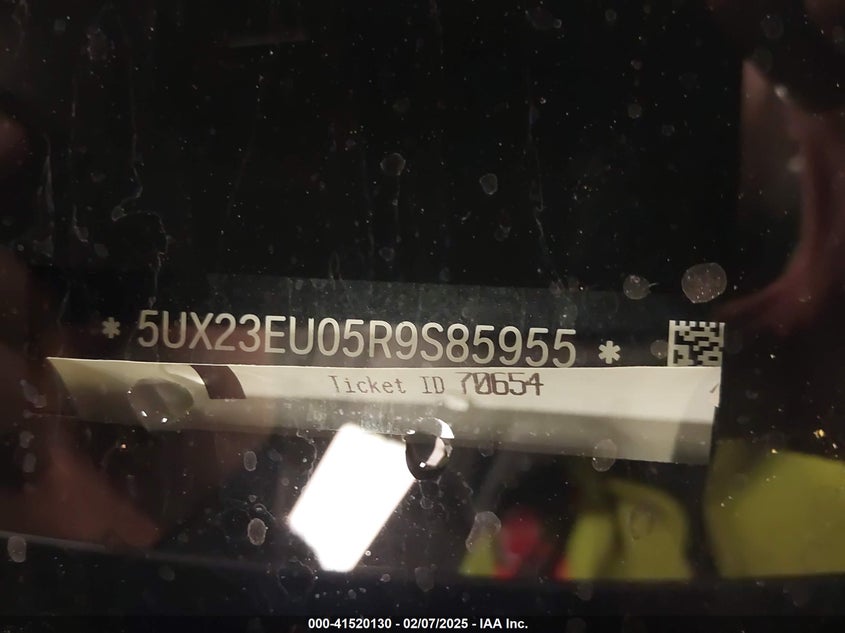 * 5UX23EU05R9S85955 *
Ticket ID 70654
000-41520130 - 02/07/2025 - IAA Inc.